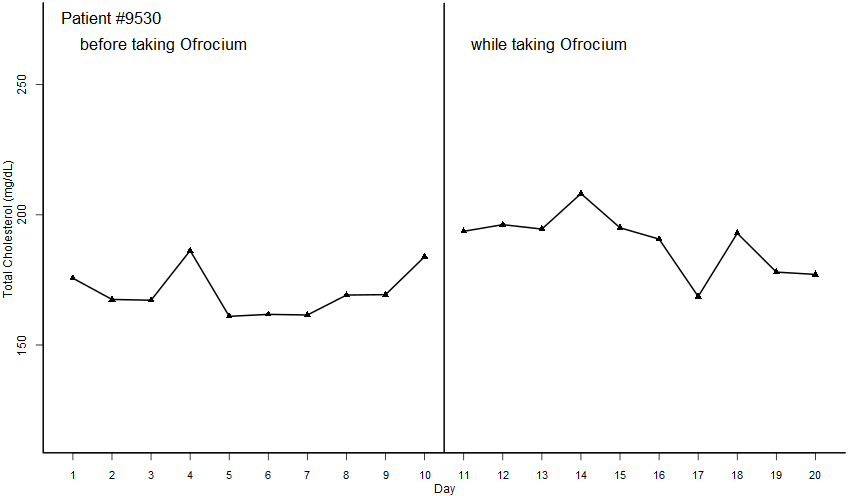 Patient #9530
before taking Ofrocium
while taking Ofrocium
Total Cholesterol (mg/dL)
250
200
150
1 2 3 4 5 6 7 8 9 10 11 12 13 14 15 16 17 18 19 20
Day